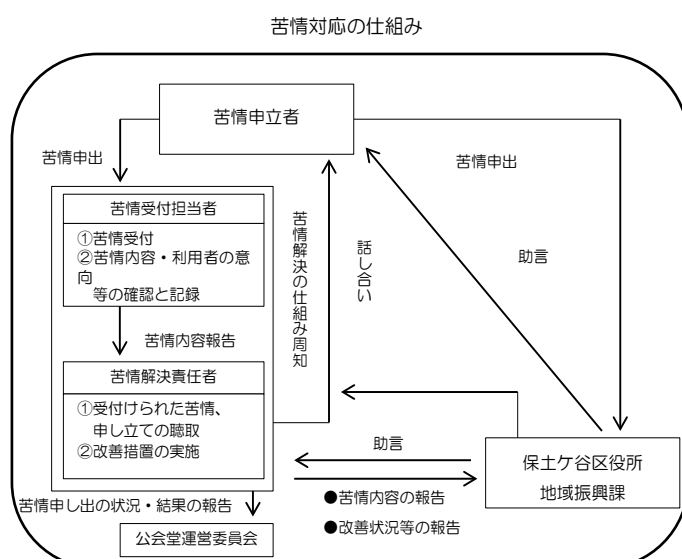 苦情対応の仕組み
苦情申立者
苦情申出
苦情申出
苦情受付担当者
①苦情受付
②苦情内容・利用者の意
向
等の確認と記録
苦情解決の仕組み周知
話し合い
助言
苦情内容報告
苦情解決責任者
①受付けられた苦情、
申し立ての聴取
②改善措置の実施
助言
保土ケ谷区役所
地域振興課
苦情申し出の状況・結果の報告
●苦情内容の報告
●改善状況等の報告
公会堂運営委員会